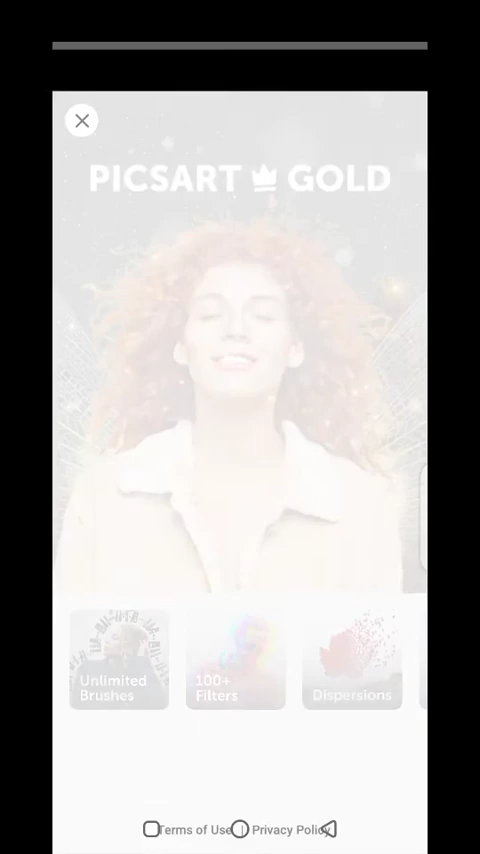 PICSART GOLD
Unlimited
Brushes
100+
Filters
Dispersions
Terms of Use | Privacy Policy